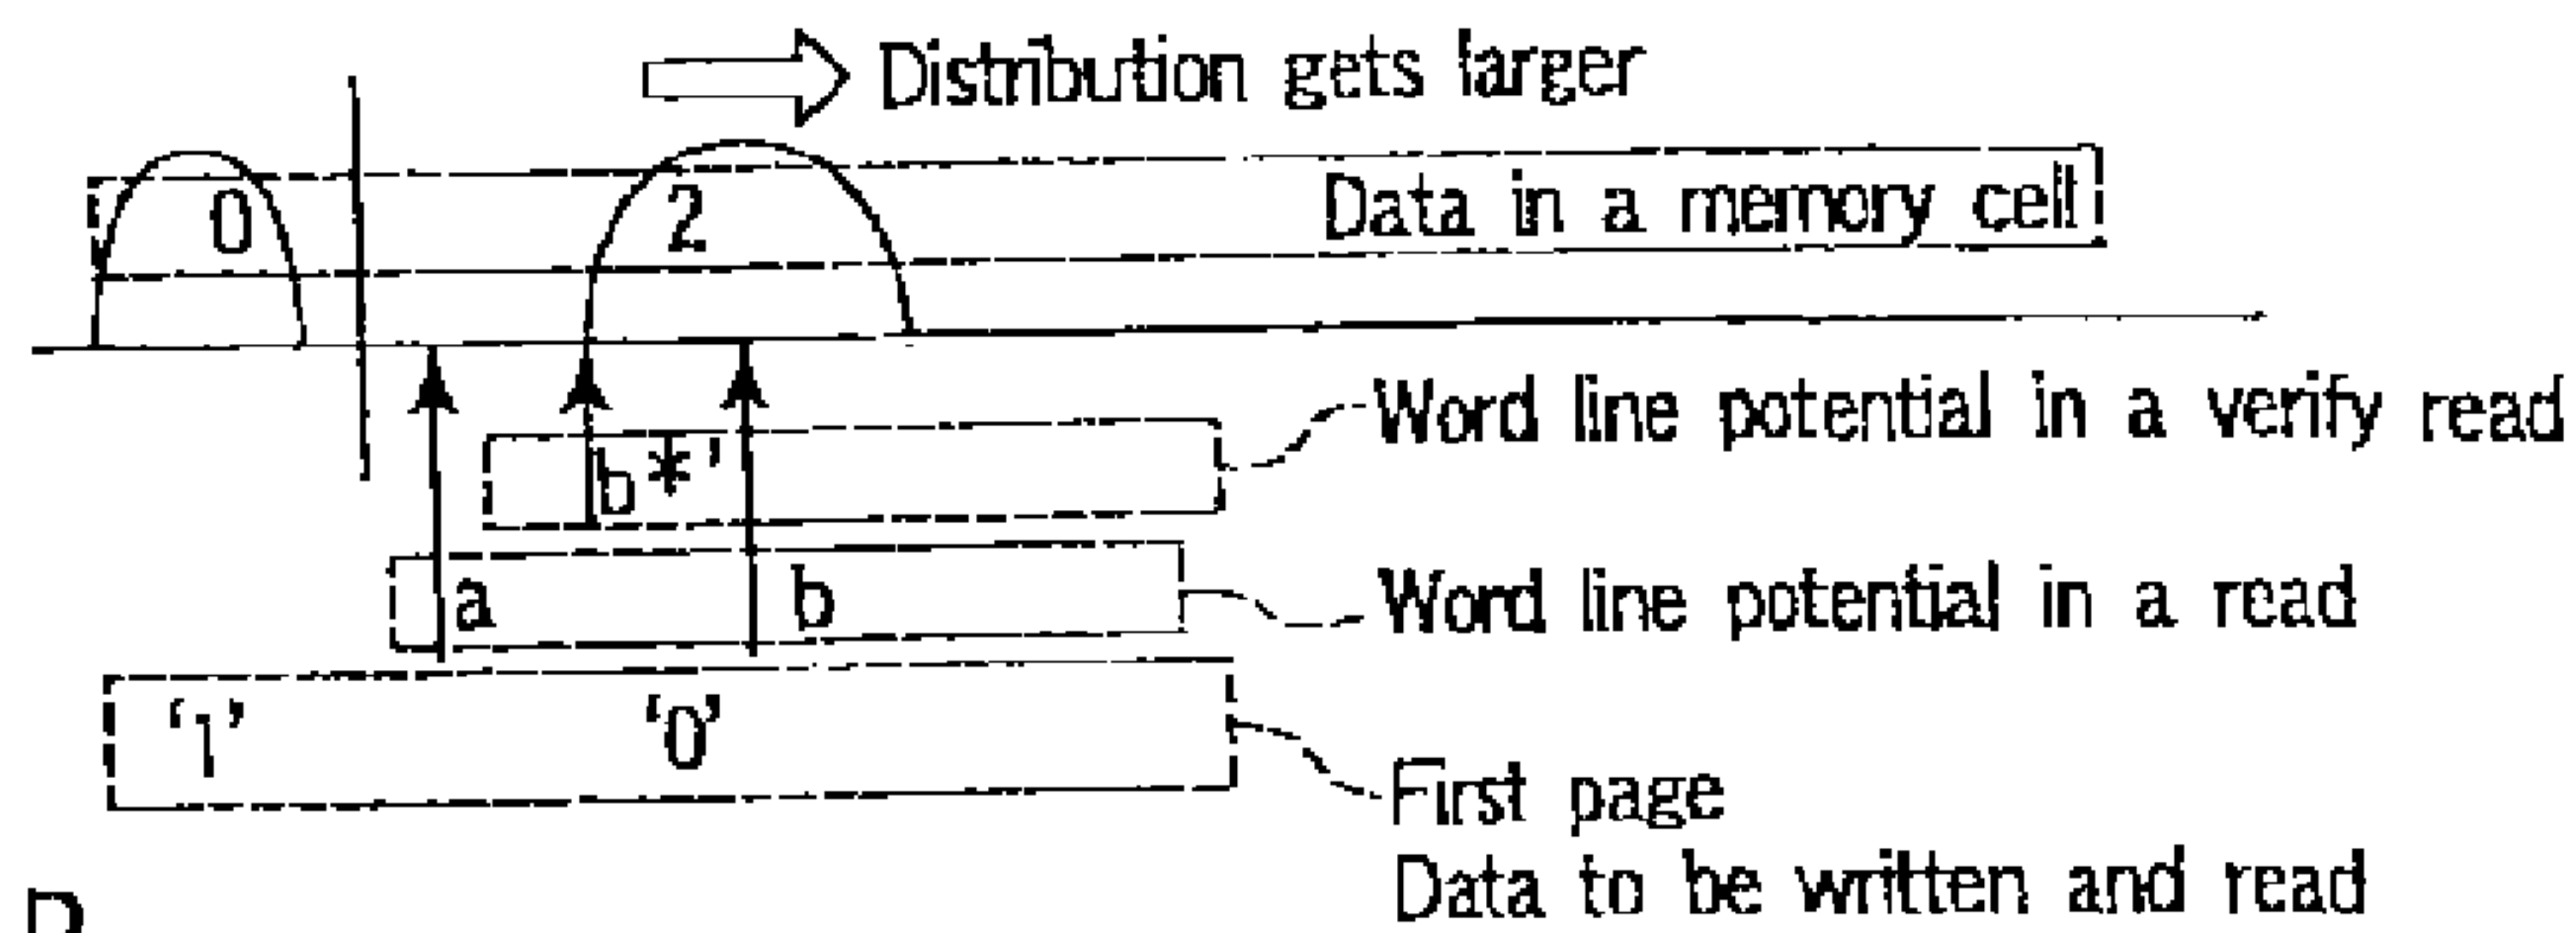 Distribution gets larger
0 2 Data in a memory cell
b*' Word line potential in a verify read
a b Word line potential in a read
'1' '0'
First page
Data to be written and read